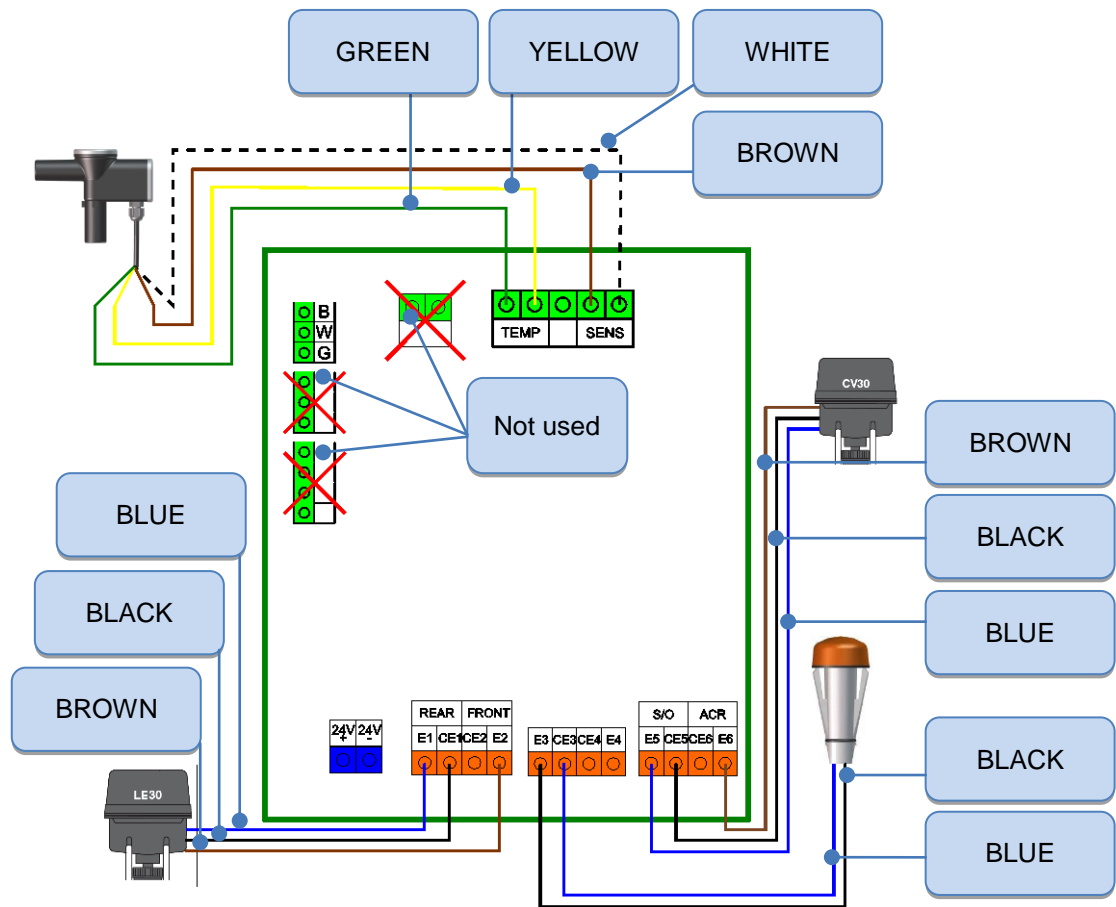 GREEN
YELLOW
WHITE
BROWN
B
W
G
TEMP
SENS
CV30
Not used
BROWN
BLUE
BLACK
BLACK
BLUE
BROWN
REAR FRONT
S/O ACR
24V 24V
+ -
E1 CE1 CE2 E2
E3 CE3 CE4 E4
E5 CE5 CE6 E6
BLACK
LE30
BLUE